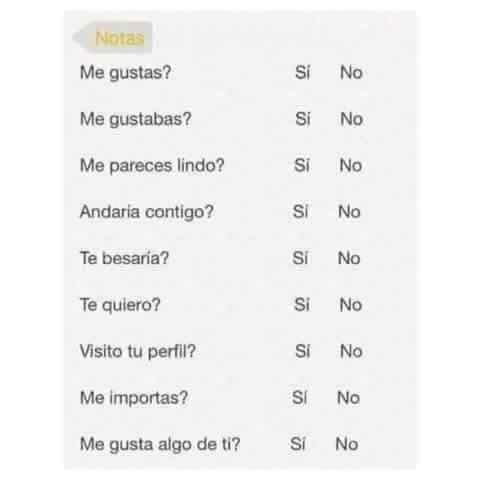 Notas
Me gustas? Sí No
Me gustabas? Sí No
Me pareces lindo? Sí No
Andaría contigo? Sí No
Te besaría? Sí No
Te quiero? Sí No
Visito tu perfil? Sí No
Me importas? Sí No
Me gusta algo de ti? Sí No